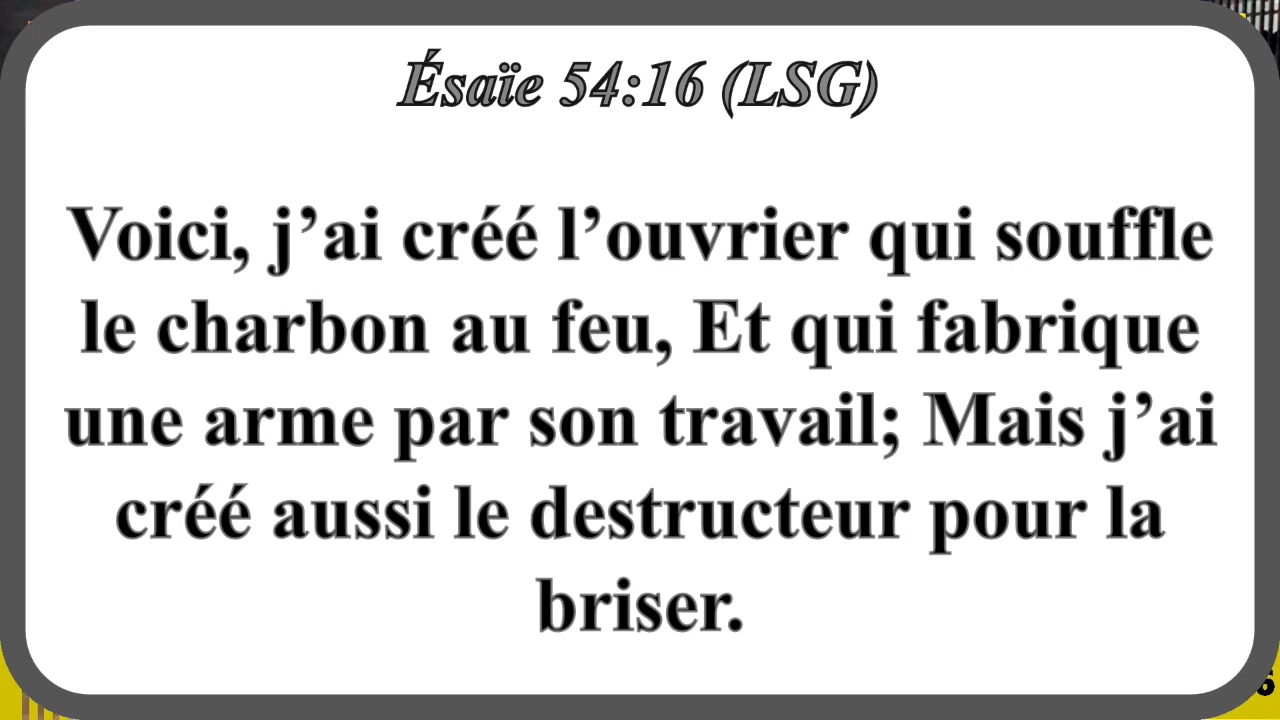 Ésaïe 54:16 (LSG)
Voici, j’ai créé l’ouvrier qui souffle
le charbon au feu, Et qui fabrique
une arme par son travail; Mais j’ai
créé aussi le destructeur pour la
briser.